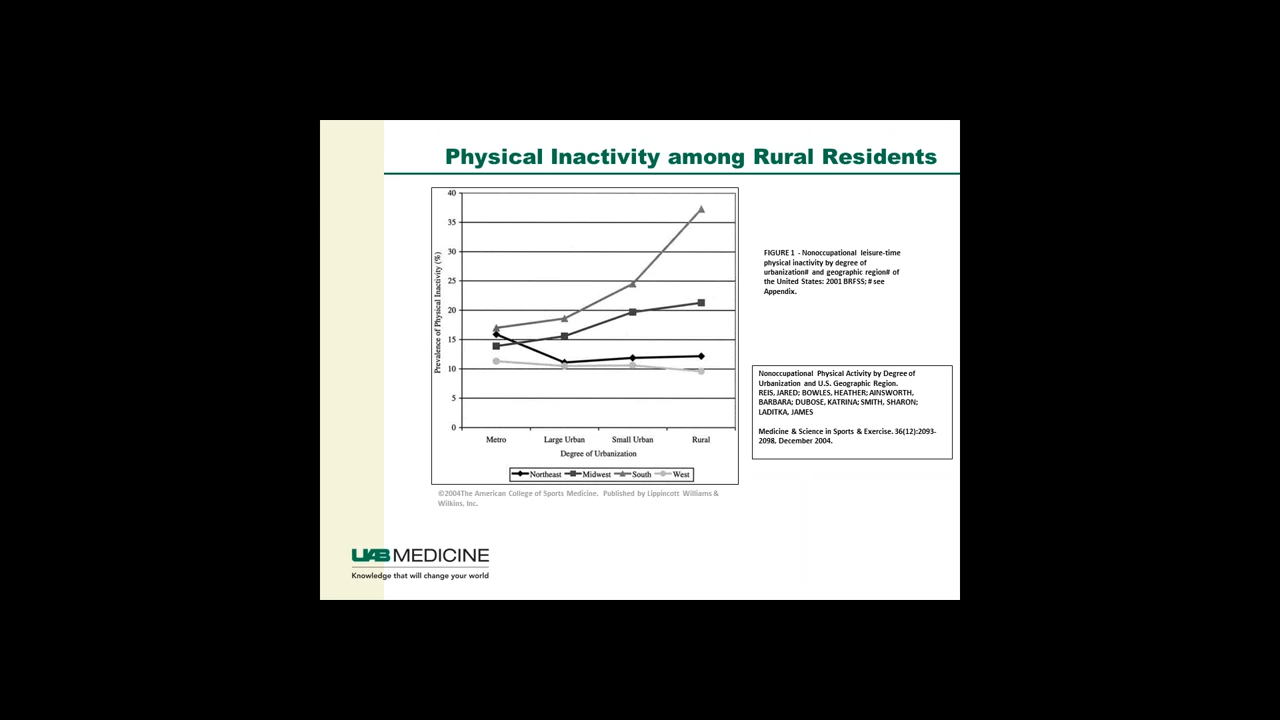 Physical Inactivity among Rural Residents
40
35
30
25
20
15
10
5
0
Prevalence of Physical Inactivity (%)
Metro Large Urban Small Urban Rural
Degree of Urbanization
Northeast Midwest South West
©2004The American College of Sports Medicine. Published by Lippincott Williams &
Wilkins, Inc.
FIGURE 1 - Nonoccupational leisure-time
physical inactivity by degree of
urbanization# and geographic region# of
the United States: 2001 BRFSS; # see
Appendix.
Nonoccupational Physical Activity by Degree of
Urbanization and U.S. Geographic Region.
REIS, JARED; BOWLES, HEATHER; AINSWORTH,
BARBARA; DUBOSE, KATRINA; SMITH, SHARON;
LADITKA, JAMES
Medicine & Science in Sports & Exercise. 36(12):2093-
2098, December 2004.
UAB MEDICINE
Knowledge that will change your world